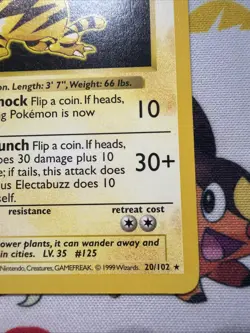 on. Length: 3' 7", Weight: 66 lbs.
hock Flip a coin. If heads,
ng Pokémon is now 10
unch Flip a coin. If heads,
oes 30 damage plus 10
e; if tails, this attack does 30+
us Electabuzz does 10
self.
resistance retreat cost
power plants, it can wander away and
in cities. LV. 35 #125
Nintendo, Creatures, GAMEFREAK. © 1999 Wizards. 20/102 ★